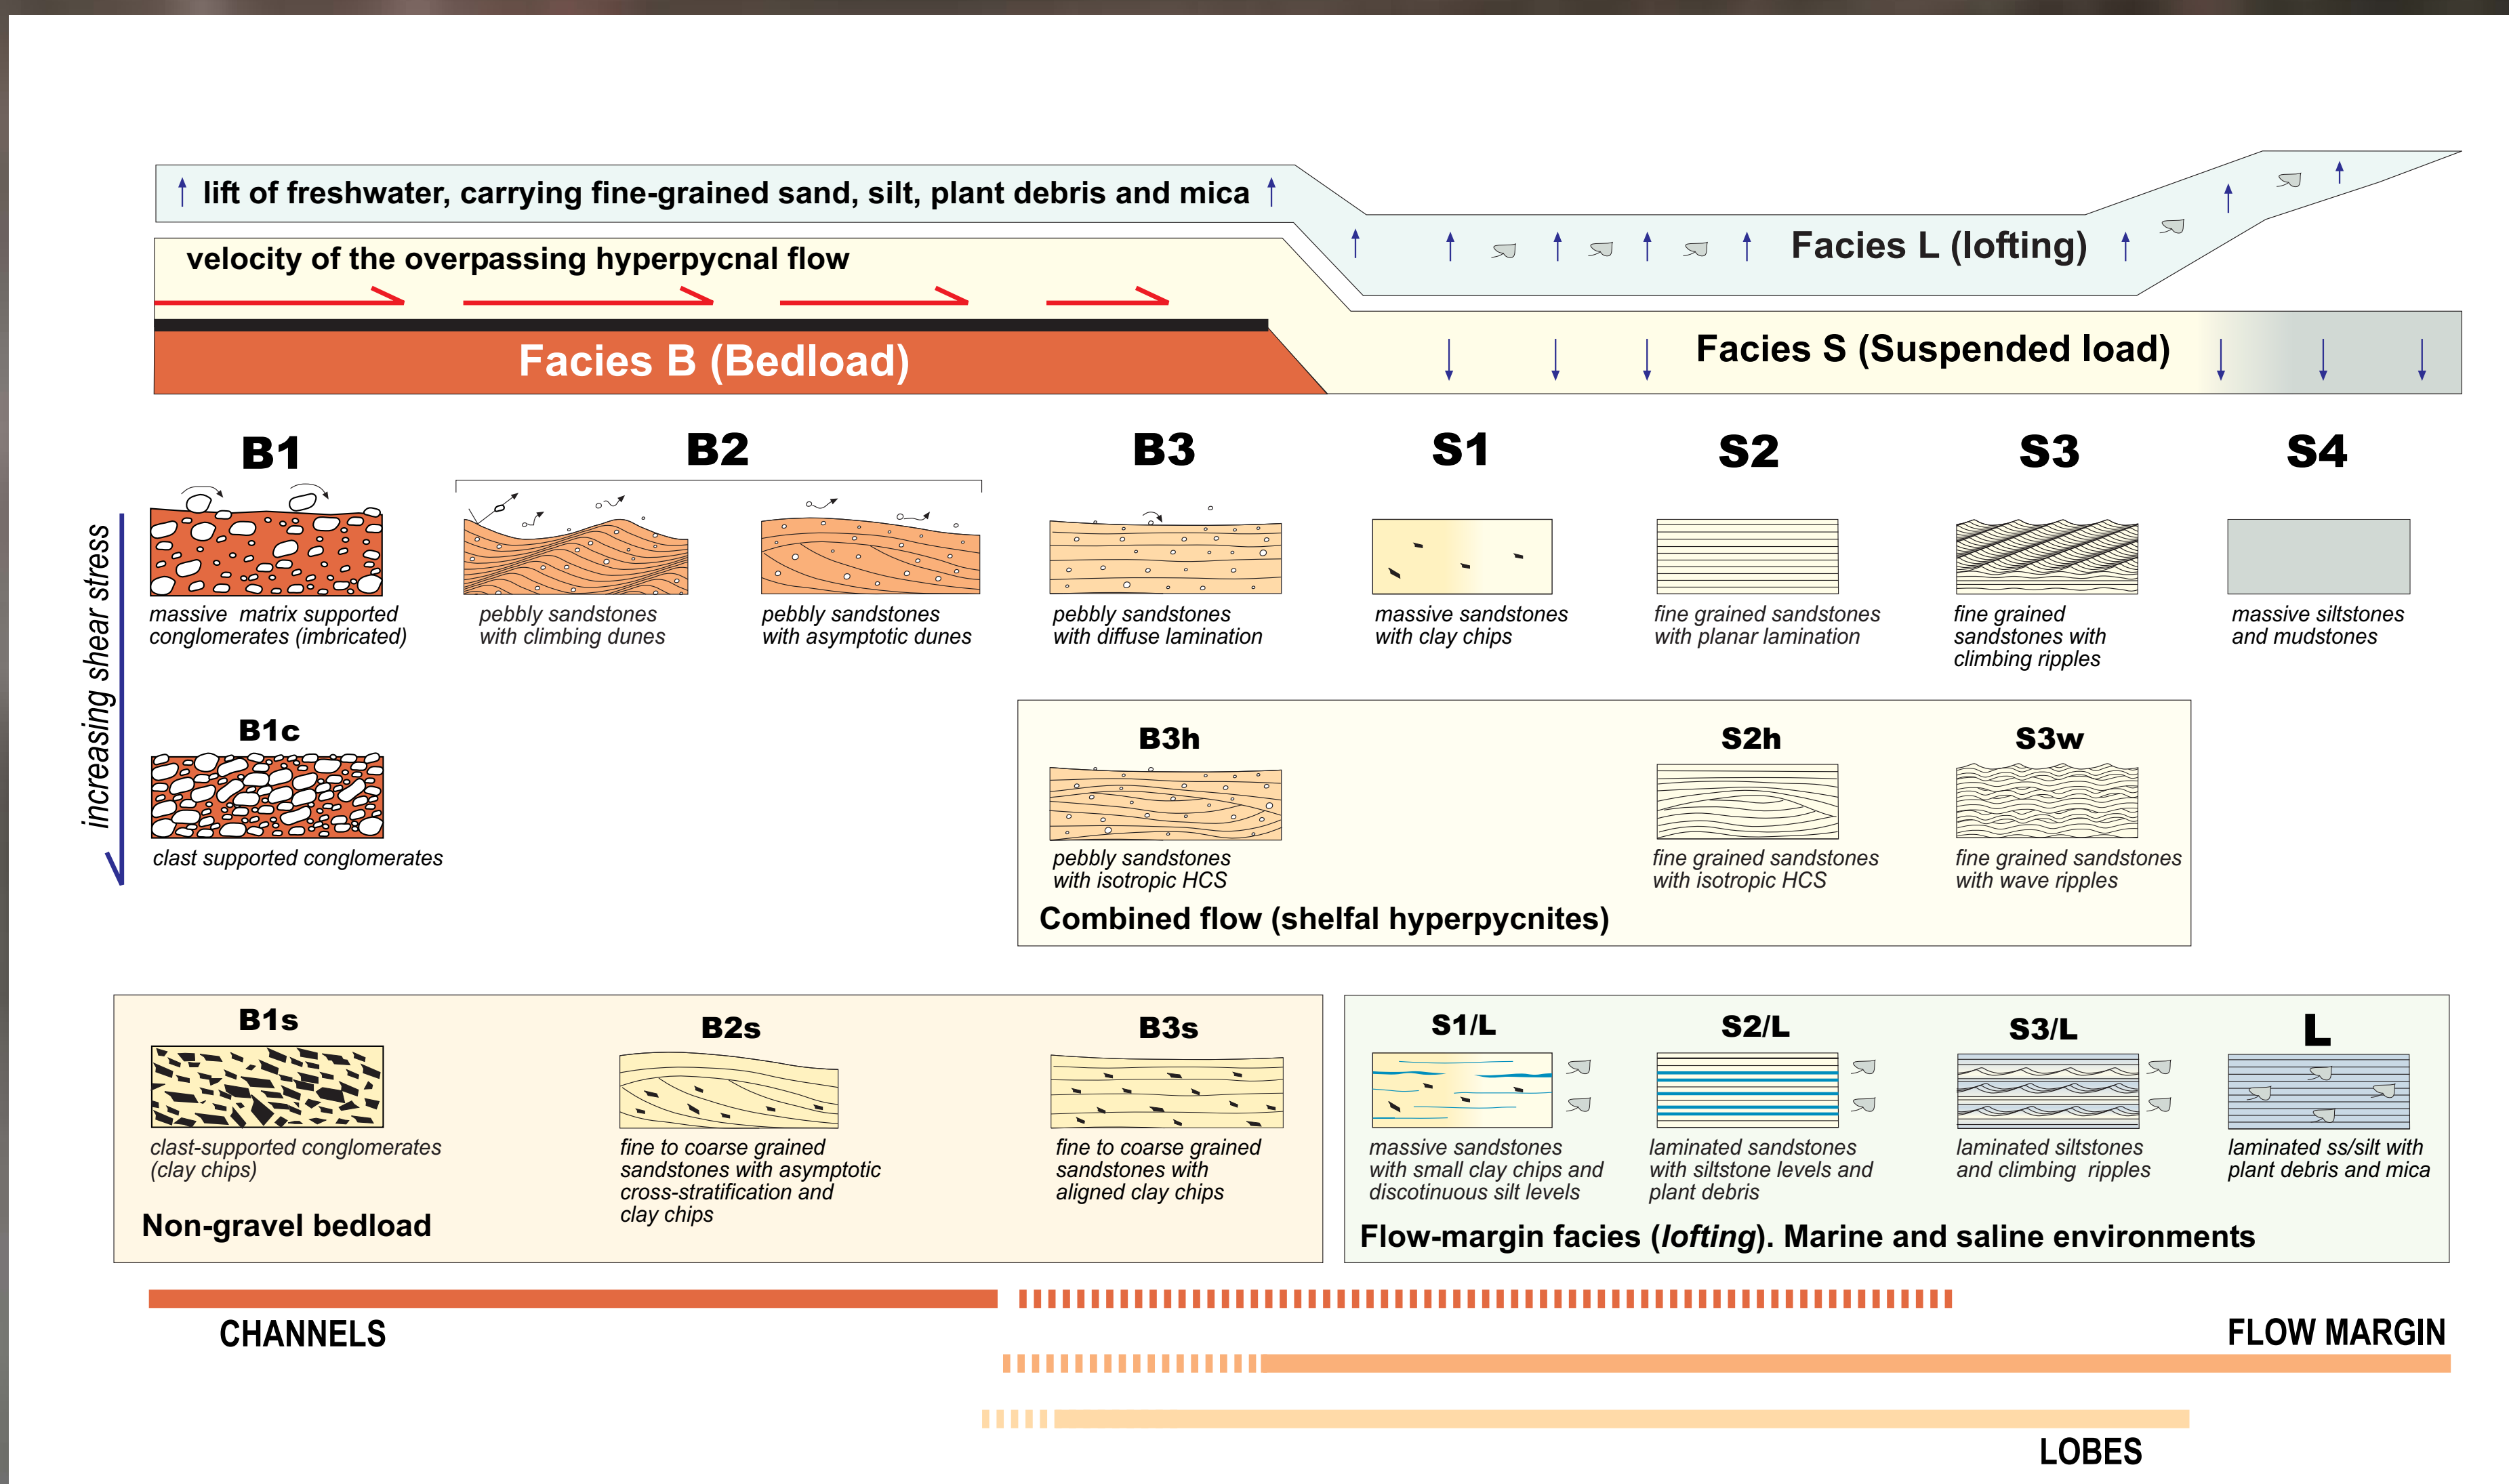 lift of freshwater, carrying fine-grained sand, silt, plant debris and mica
velocity of the overpassing hyperpycnal flow
Facies L (lofting)
Facies B (Bedload)
Facies S (Suspended load)
B1
B2
B3
S1
S2
S3
S4
increasing shear stress
massive matrix supported
conglomerates (imbricated)
pebbly sandstones
with climbing dunes
pebbly sandstones
with asymptotic dunes
pebbly sandstones
with diffuse lamination
massive sandstones
with clay chips
fine grained sandstones
with planar lamination
fine grained
sandstones with
climbing ripples
massive siltstones
and mudstones
B1c
clast supported conglomerates
B3h
pebbly sandstones
with isotropic HCS
S2h
fine grained sandstones
with isotropic HCS
S3w
fine grained sandstones
with wave ripples
Combined flow (shelfal hyperpycnites)
B1s
clast-supported conglomerates
(clay chips)
B2s
fine to coarse grained
sandstones with asymptotic
cross-stratification and
clay chips
B3s
fine to coarse grained
sandstones with
aligned clay chips
Non-gravel bedload
S1/L
massive sandstones
with small clay chips and
discotinuous silt levels
S2/L
laminated sandstones
with siltstone levels and
plant debris
S3/L
laminated siltstones
and climbing ripples
L
laminated ss/silt with
plant debris and mica
Flow-margin facies (lofting). Marine and saline environments
CHANNELS
FLOW MARGIN
LOBES